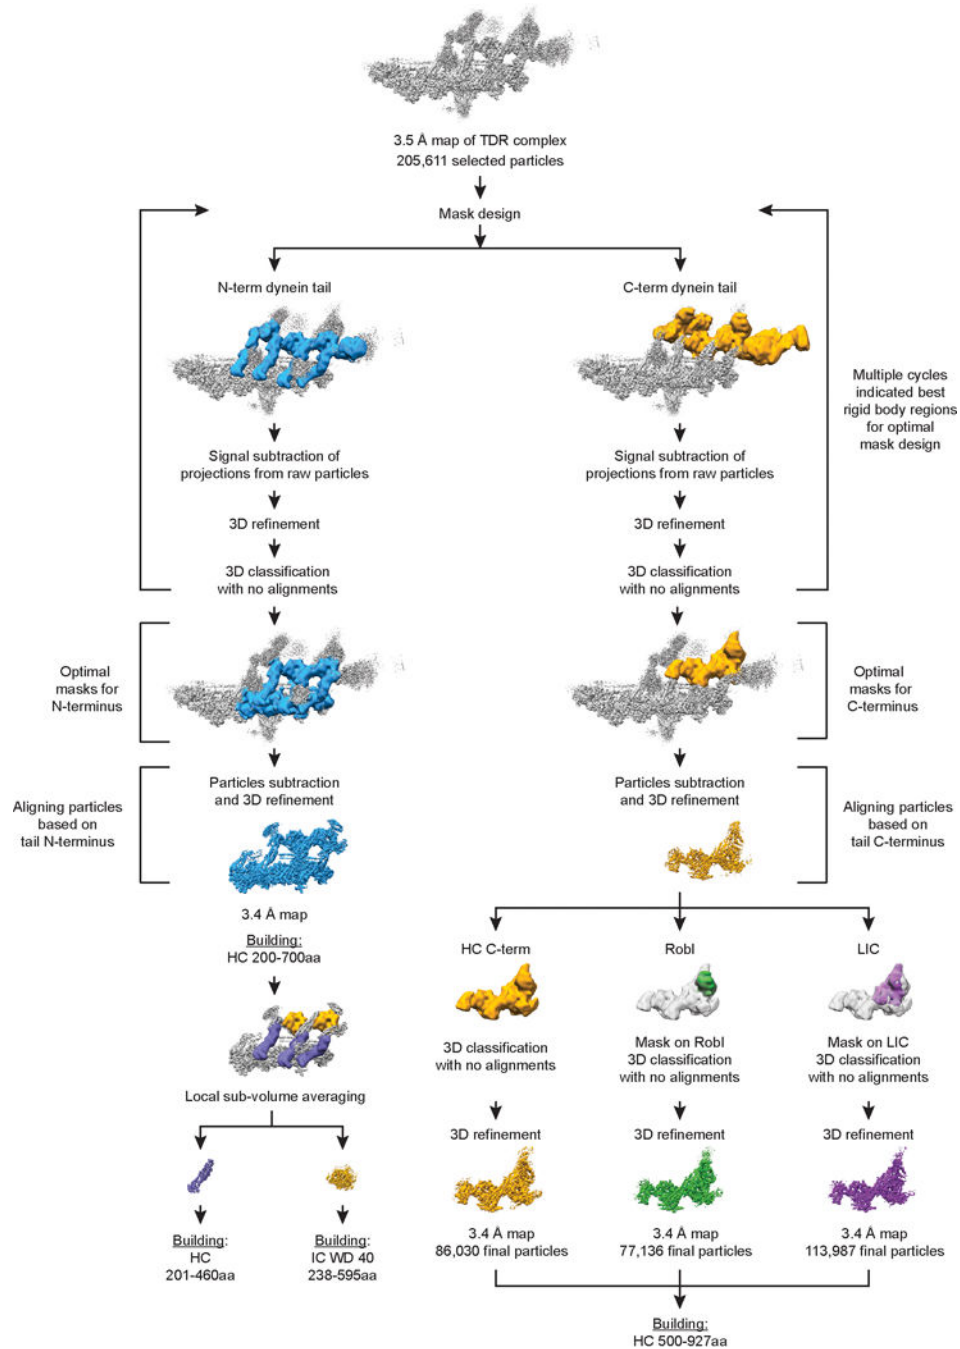 3.5 Å map of TDR complex
205,611 selected particles
Mask design
N-term dynein tail
C-term dynein tail
Multiple cycles
indicated best
rigid body regions
for optimal
mask design
Signal subtraction of
projections from raw particles
Signal subtraction of
projections from raw particles
3D refinement
3D refinement
3D classification
with no alignments
3D classification
with no alignments
Optimal
masks for
N-terminus
Optimal
masks for
C-terminus
Aligning particles
based on
tail N-terminus
Particles subtraction
and 3D refinement
Particles subtraction
and 3D refinement
Aligning particles
based on
tail C-terminus
3.4 Å map
Building:
HC 200-700aa
Local sub-volume averaging
Building:
HC
201-460aa
Building:
IC WD 40
238-595aa
HC C-term
3D classification
with no alignments
3D refinement
3.4 Å map
86,030 final particles
Robl
Mask on Robl
3D classification
with no alignments
3D refinement
3.4 Å map
77,136 final particles
LIC
Mask on LIC
3D classification
with no alignments
3D refinement
3.4 Å map
113,987 final particles
Building:
HC 500-927aa